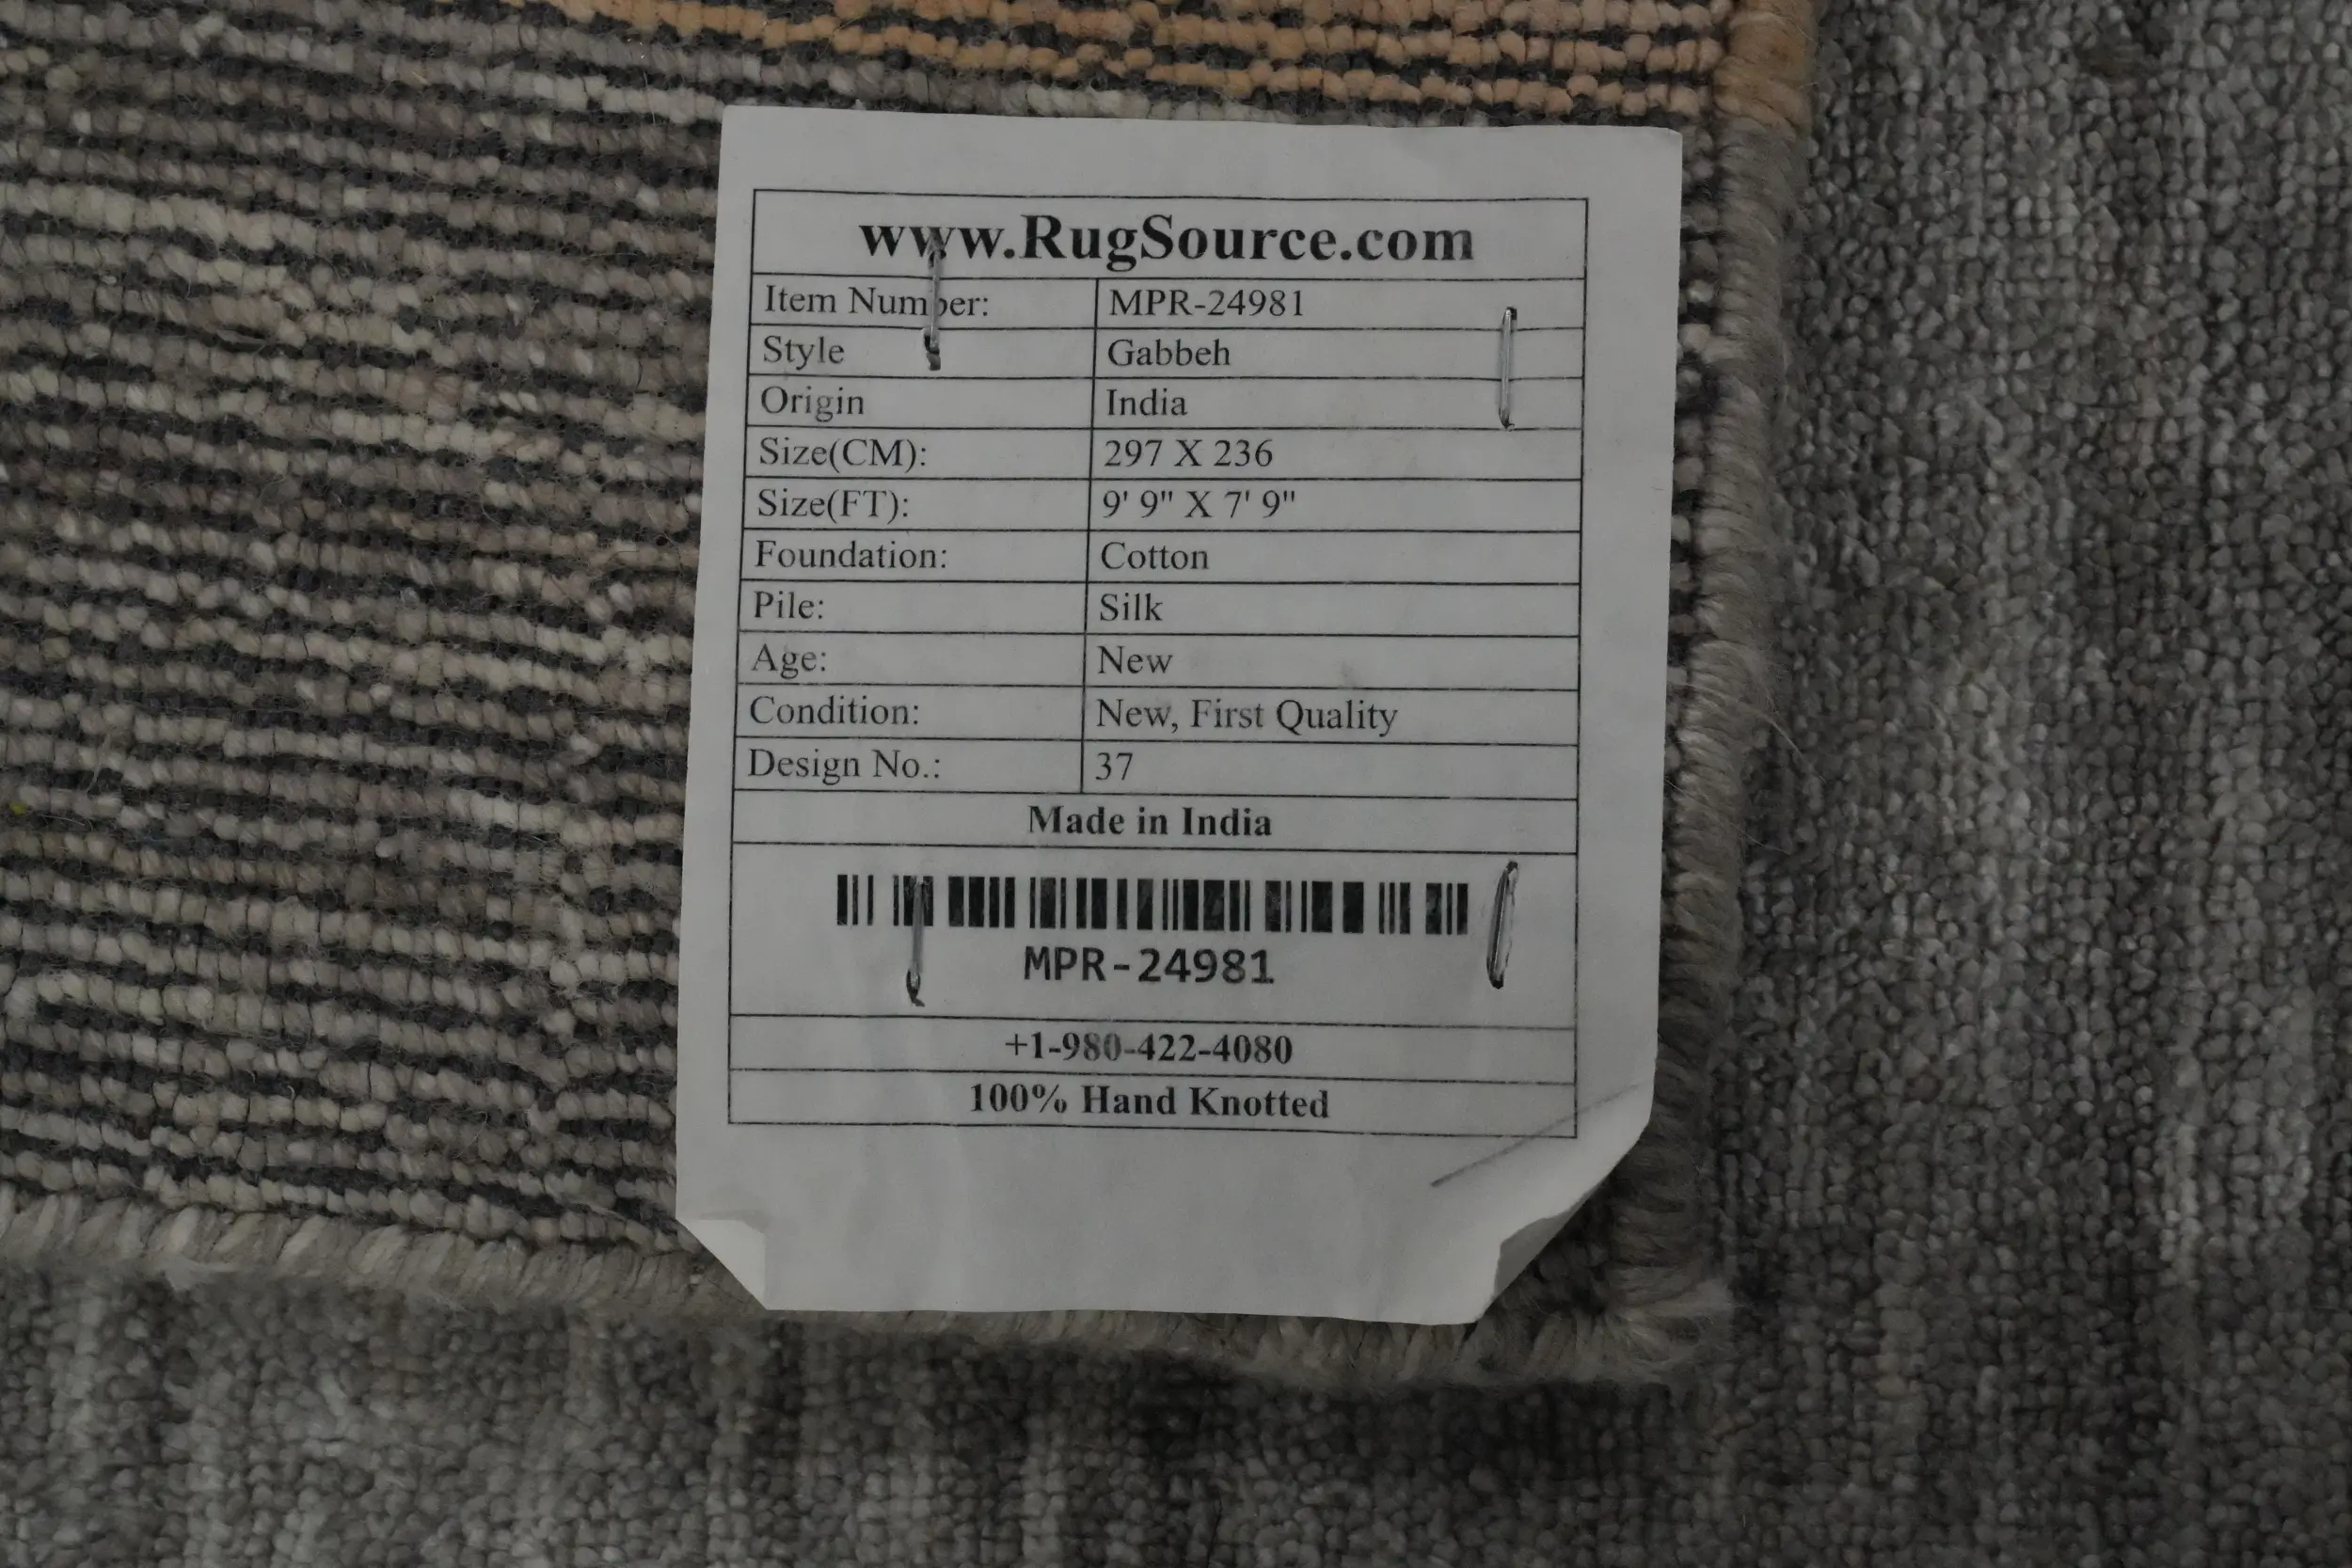 www.RugSource.com
Item Number: MPR-24981
Style Gabbeh
Origin India
Size(CM): 297 X 236
Size(FT): 9' 9" X 7' 9"
Foundation: Cotton
Pile: Silk
Age: New
Condition: New, First Quality
Design No.: 37
Made in India
MPR-24981
+1-980-422-4080
100% Hand Knotted